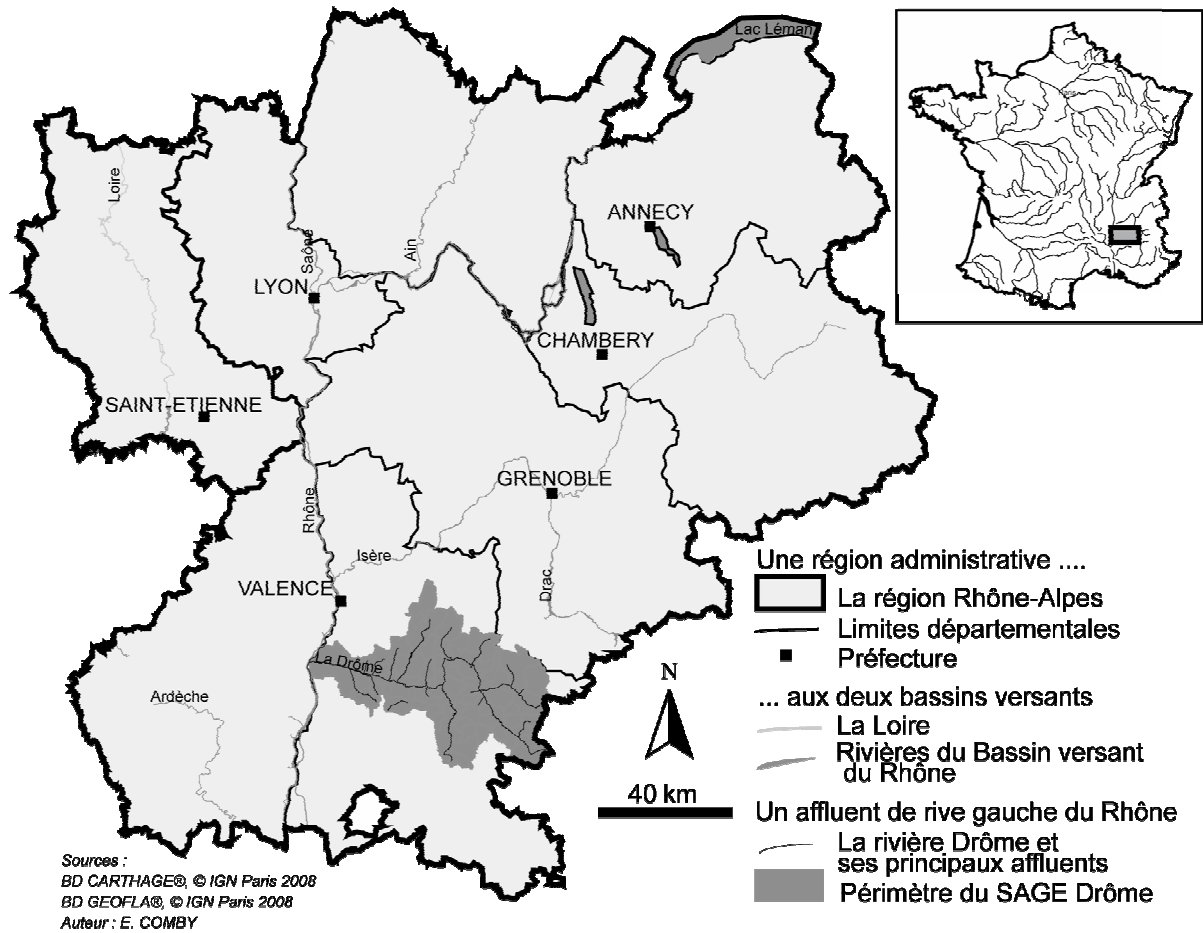 Lac Léman
Paris
Loire
Saône
Ain
ANNECY
LYON
CHAMBERY
SAINT-ETIENNE
GRENOBLE
Rhône
Isère
VALENCE
Drac
La Drôme
Ardèche
N
40 km
Une région administrative ....
La région Rhône-Alpes
Limites départementales
Préfecture
... aux deux bassins versants
La Loire
Rivières du Bassin versant
du Rhône
Un affluent de rive gauche du Rhône
La rivière Drôme et
ses principaux affluents
Périmètre du SAGE Drôme
Sources :
BD CARTHAGE®, © IGN Paris 2008
BD GEOFLA®, © IGN Paris 2008
Auteur : E. COMBY